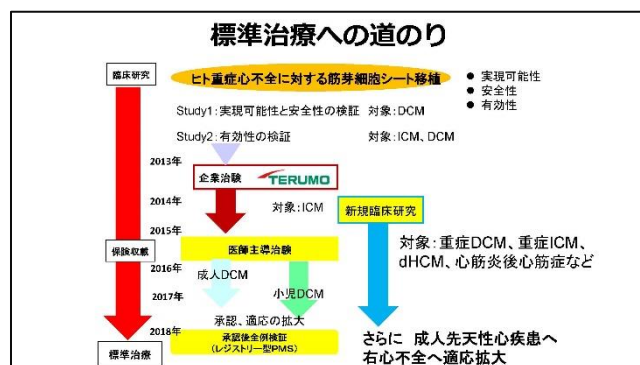 標準治療への道のり
臨床研究
ヒト重症心不全に対する筋芽細胞シート移植
● 実現可能性
● 安全性
● 有効性
Study1:実現可能性と安全性の検証 対象:DCM
Study2:有効性の検証 対象:ICM、DCM
2013年
企業治験 TERUMO
2014年
対象:ICM
新規臨床研究
2015年
保険収載
医師主導治験
対象:重症DCM、重症ICM、
dHCM、心筋炎後心筋症など
2016年
成人DCM
小児DCM
2017年
承認、適応の拡大
2018年
承認後全例検証
(レジストリー型PMS)
標準治療
さらに 成人先天性心疾患へ
右心不全へ適応拡大